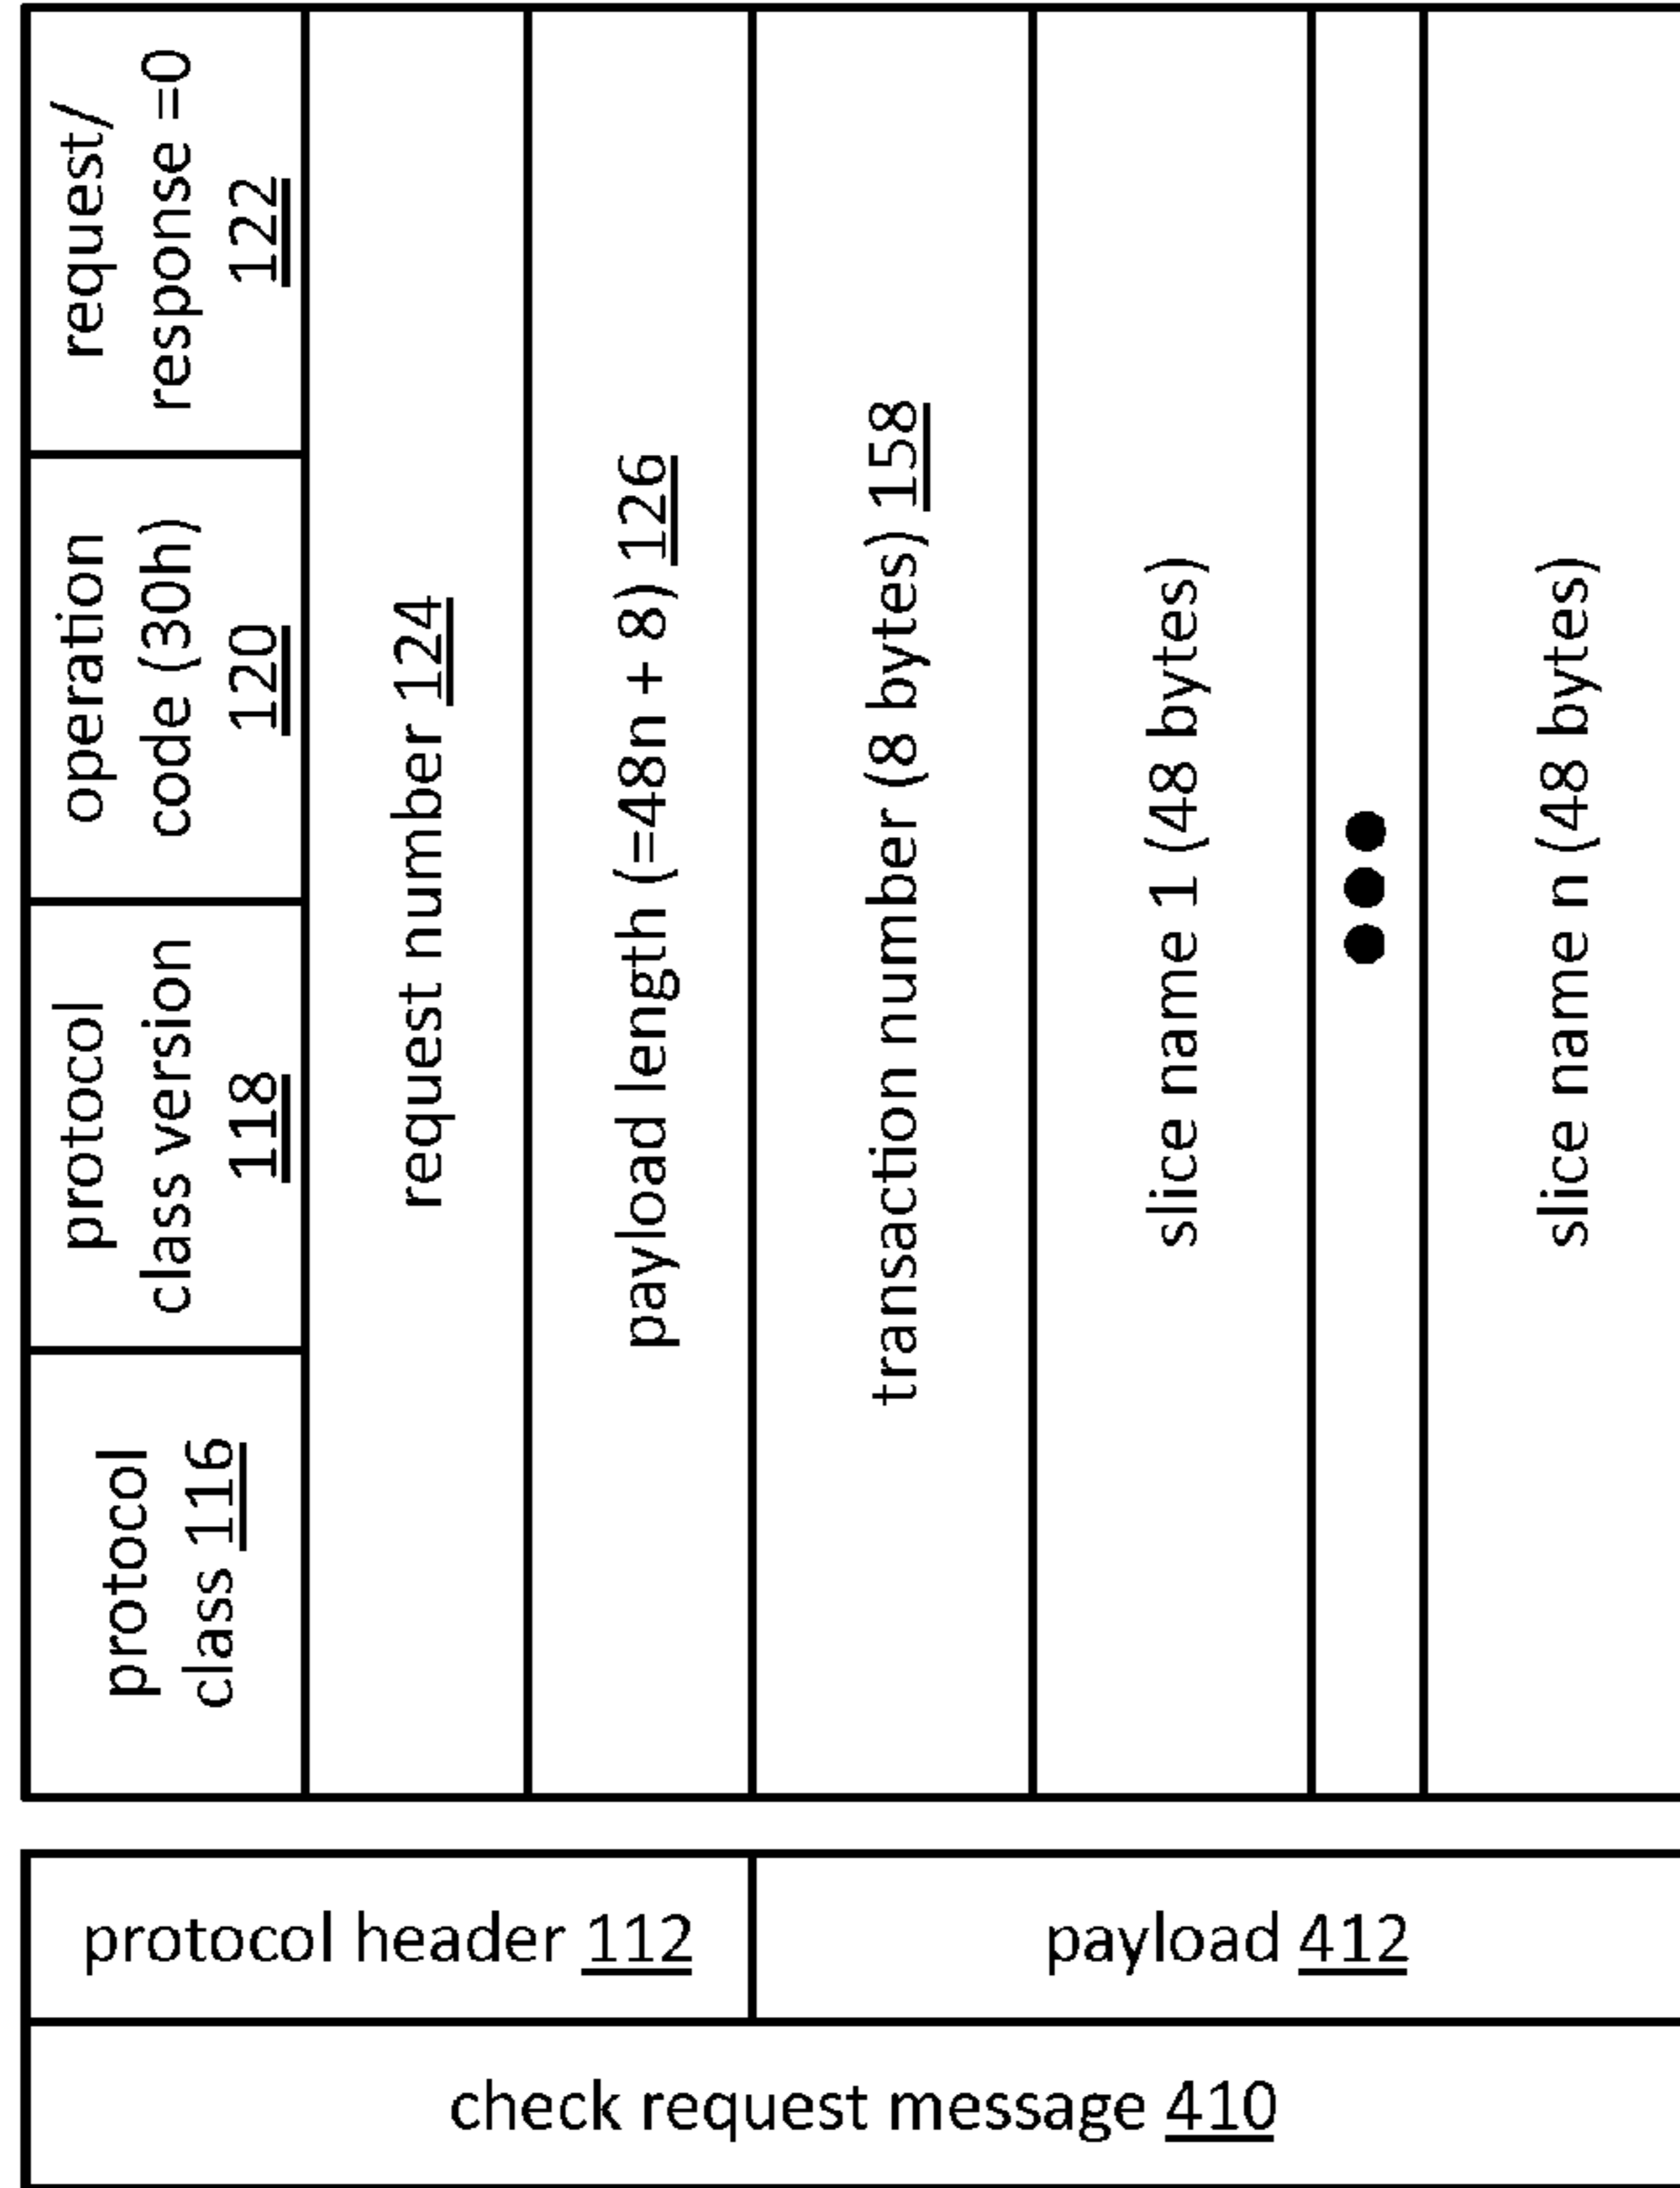 check request message 410
protocol header 112
payload 412
protocol
class 116
protocol
class version
118
operation
code (30h)
120
request/
response =0
122
request number 124
payload length (=48n + 8) 126
transaction number (8 bytes) 158
slice name 1 (48 bytes)
●●●
slice name n (48 bytes)